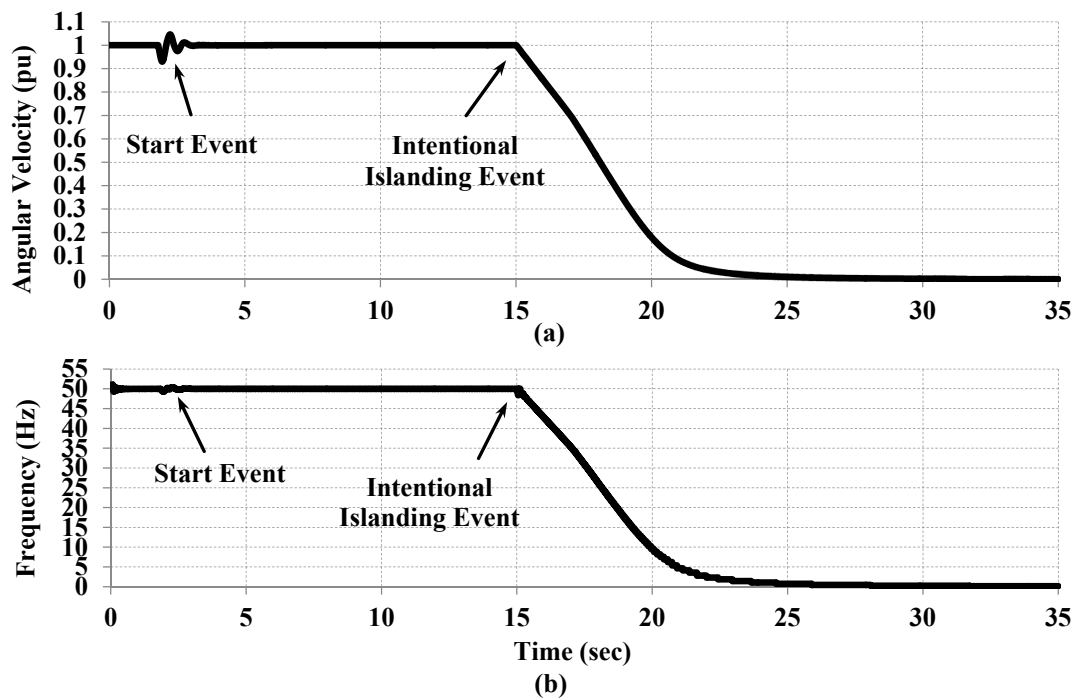 Angular Velocity (pu)
1.1
1
0.9
0.8
0.7
0.6
0.5
0.4
0.3
0.2
0.1
0
Start Event
Intentional
Islanding Event
0 5 10 15 20 25 30 35
(a)
Frequency (Hz)
55
50
45
40
35
30
25
20
15
10
5
0
Start Event
Intentional
Islanding Event
0 5 10 15 20 25 30 35
Time (sec)
(b)